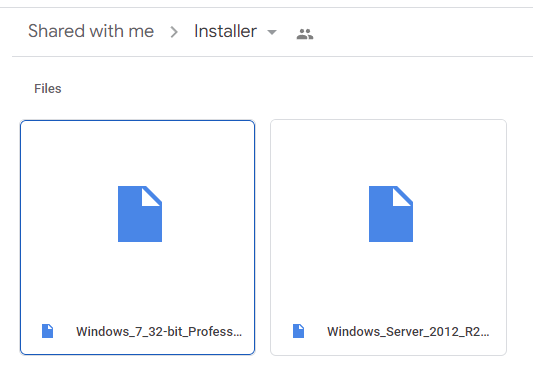 Shared with me > Installer
Files
Windows_7_32-bit_Profess...
Windows_Server_2012_R2...